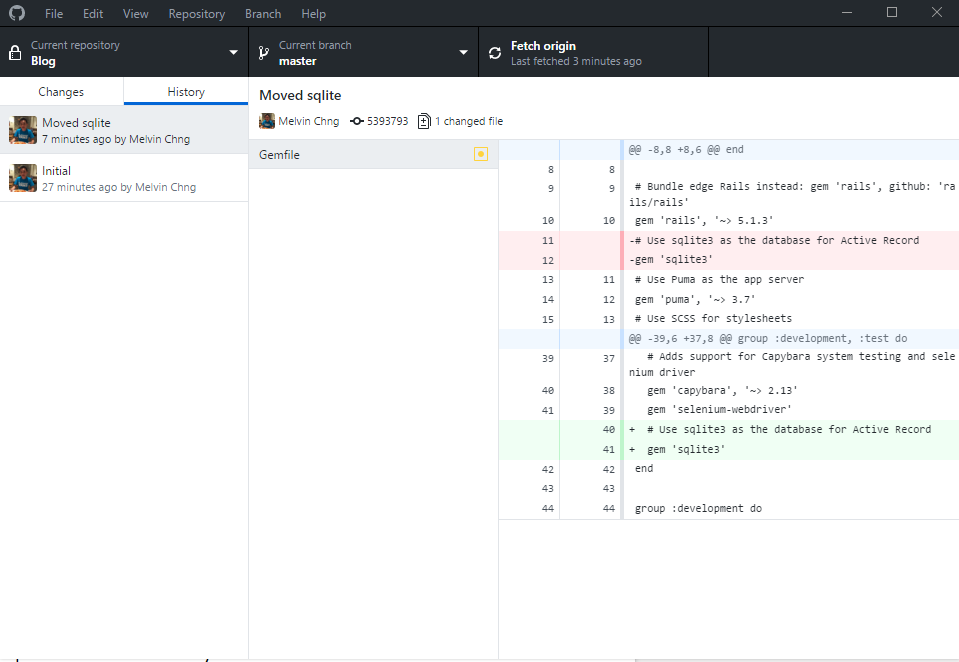 File Edit View Repository Branch Help
Current repository
Blog
Current branch
master
Fetch origin
Last fetched 3 minutes ago
Changes
History
Moved sqlite
7 minutes ago by Melvin Chng
Initial
27 minutes ago by Melvin Chng
Moved sqlite
Melvin Chng 5393793 1 changed file
Gemfile
@@ -8,8 +8,6 @@ end
8 8
9 9 # Bundle edge Rails instead: gem 'rails', github: 'ra
ils/rails'
10 10 gem 'rails', '~> 5.1.3'
11 -# Use sqlite3 as the database for Active Record
12 -gem 'sqlite3'
13 11 # Use Puma as the app server
14 12 gem 'puma', '~> 3.7'
15 13 # Use SCSS for stylesheets
@@ -39,6 +37,8 @@ group :development, :test do
39 37 # Adds support for Capybara system testing and sele
nium driver
40 38 gem 'capybara', '~> 2.13'
41 39 gem 'selenium-webdriver'
40 + # Use sqlite3 as the database for Active Record
41 + gem 'sqlite3'
42 42 end
43 43
44 44 group :development do